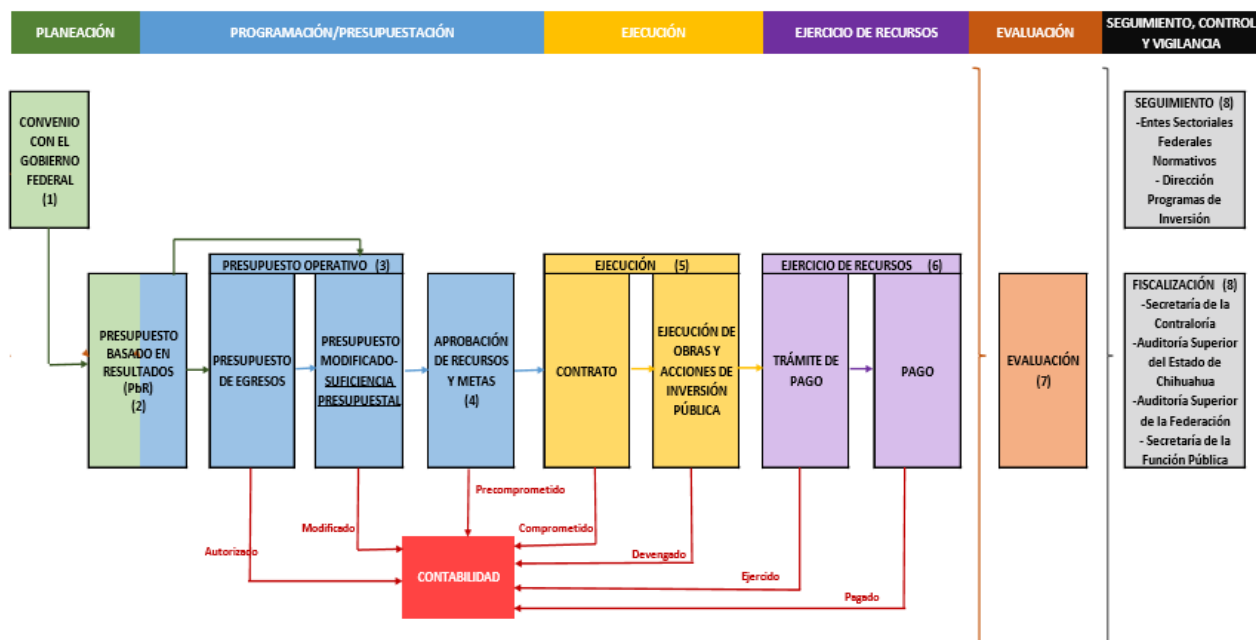 PLANEACIÓN
PROGRAMACIÓN/PRESUPUESTACIÓN
EJECUCIÓN
EJERCICIO DE RECURSOS
EVALUACIÓN
SEGUIMIENTO, CONTROL
Y VIGILANCIA
CONVENIO
CON EL
GOBIERNO
FEDERAL
(1)
SEGUIMIENTO (8)
-Entes Sectoriales
Federales
Normativos
- Dirección
Programas de
Inversión
PRESUPUESTO
BASADO EN
RESULTADOS
(PbR)
(2)
PRESUPUESTO OPERATIVO (3)
PRESUPUESTO
DE EGRESOS
PRESUPUESTO
MODIFICADO-
SUFICIENCIA
PRESUPUESTAL
APROBACIÓN
DE RECURSOS
Y METAS
(4)
EJECUCIÓN (5)
CONTRATO
EJECUCIÓN DE
OBRAS Y
ACCIONES DE
INVERSIÓN
PÚBLICA
EJERCICIO DE RECURSOS (6)
TRÁMITE DE
PAGO
PAGO
EVALUACIÓN
(7)
FISCALIZACIÓN (8)
-Secretaría de la
Contraloría
-Auditoría Superior
del Estado de
Chihuahua
-Auditoría Superior
de la Federación
- Secretaría de la
Función Pública
Autorizado
Modificado
Precomprometido
Comprometido
Devengado
Ejercido
Pagado
CONTABILIDAD